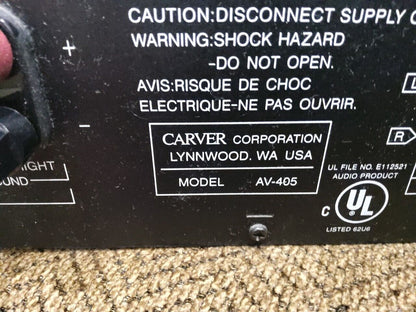 CAUTION:DISCONNECT SUPPLY
WARNING:SHOCK HAZARD
-DO NOT OPEN.
AVIS:RISQUE DE CHOC
ELECTRIQUE-NE PAS OUVRIR.
+
-
CARVER CORPORATION
LYNNWOOD. WA USA
MODEL AV-405
R
UL FILE NO. E112521
AUDIO PRODUCT
C UL
LISTED 62U6